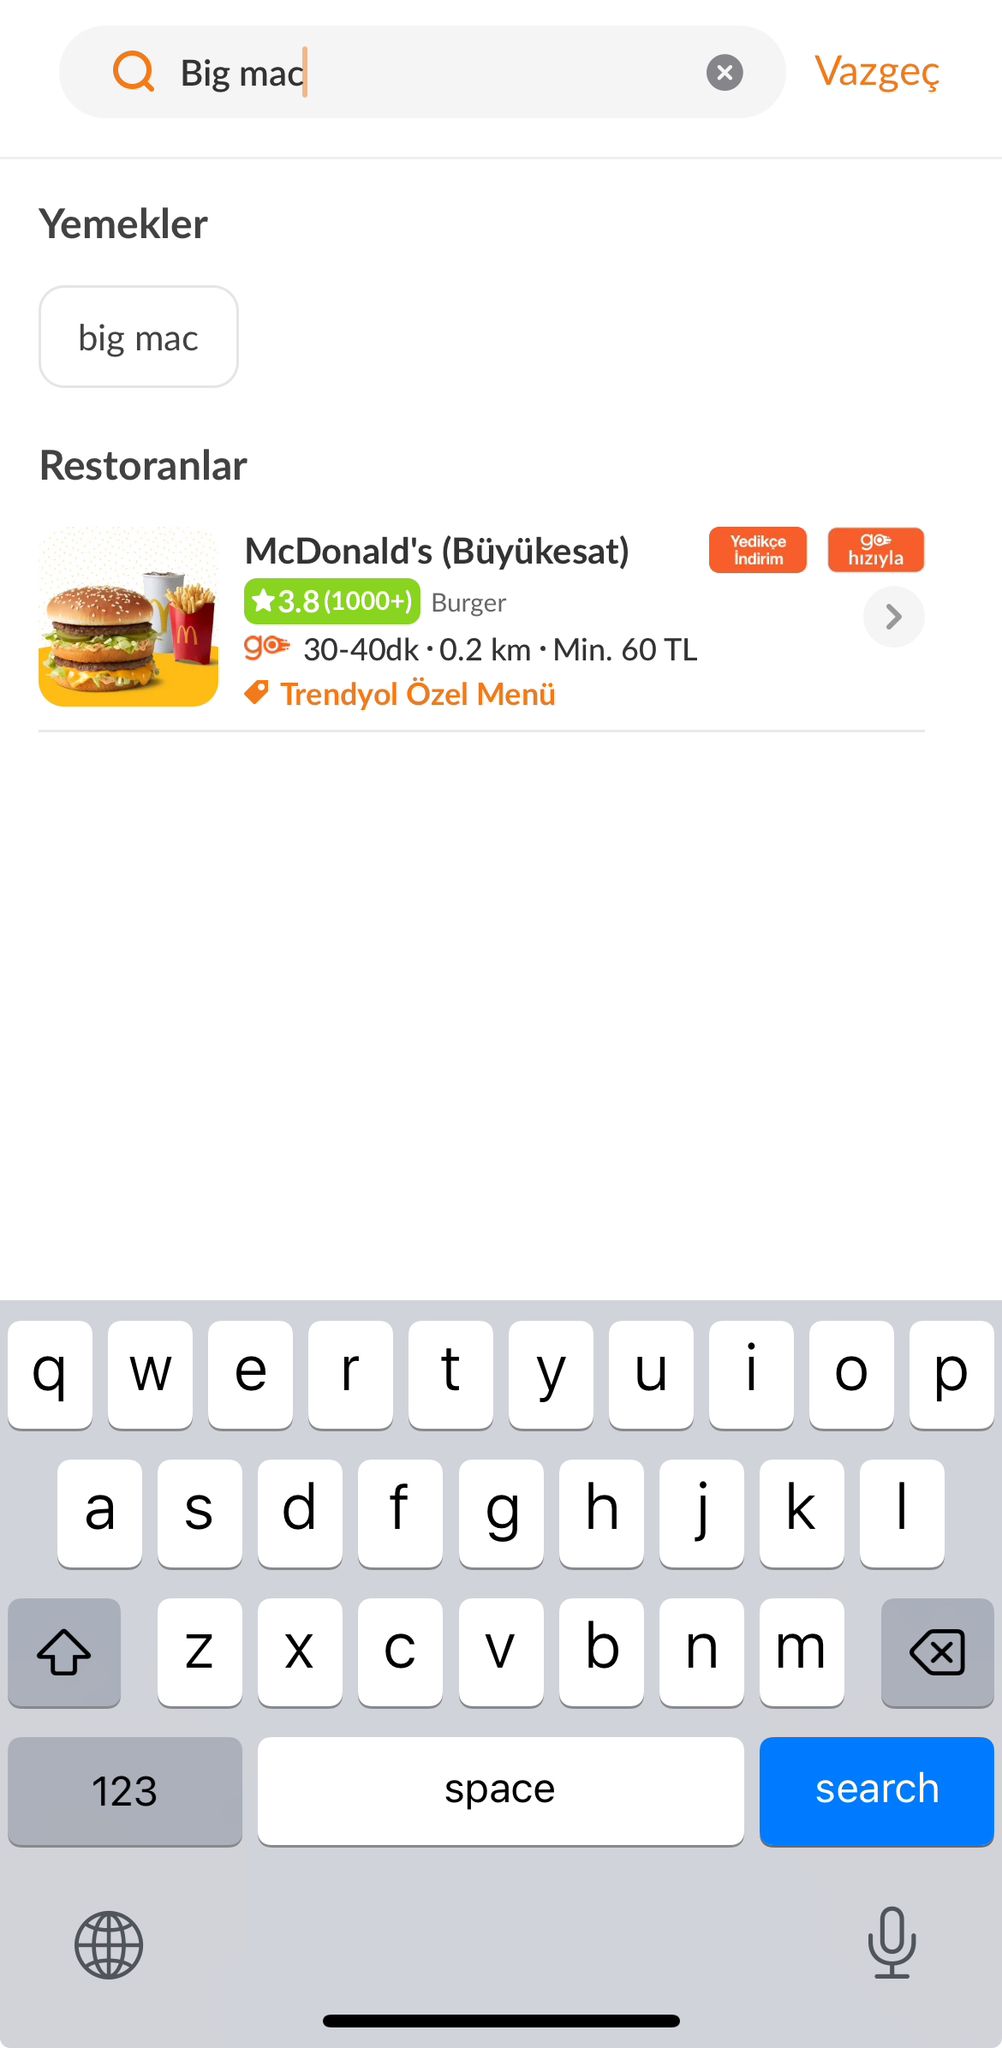 Big mac
Vazgeç
Yemekler
big mac
Restoranlar
McDonald's (Büyükesat)
Yedikçe
İndirim
go
hızıyla
3.8 (1000+) Burger
go 30-40dk · 0.2 km · Min. 60 TL
Trendyol Özel Menü
q w e r t y u i o p
a s d f g h j k l
z x c v b n m
123 space search